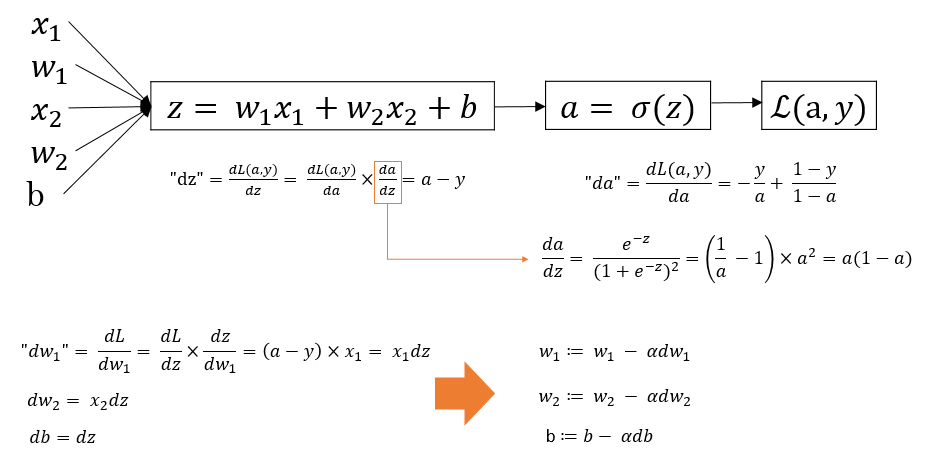 x₁
w₁
x₂
w₂
b
z = w₁x₁ + w₂x₂ + b
a = σ(z)
ℒ(a, y)
"dz" = dL(a,y)/dz = dL(a,y)/da × da/dz = a − y
"da" = dL(a, y)/da = − y/a + (1 − y)/(1 − a)
da/dz = e⁻ᶻ/(1 + e⁻ᶻ)² = (1/a − 1) × a² = a(1 − a)
"dw₁" = dL/dw₁ = dL/dz × dz/dw₁ = (a − y) × x₁ = x₁dz
dw₂ = x₂dz
db = dz
w₁ ≔ w₁ − αdw₁
w₂ ≔ w₂ − αdw₂
b ≔ b − αdb